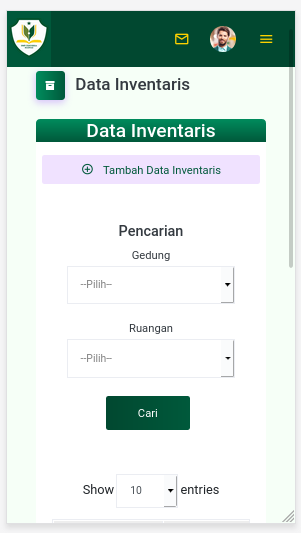 Data Inventaris
Data Inventaris
Tambah Data Inventaris
Pencarian
Gedung
--Pilih--
Ruangan
--Pilih--
Cari
Show 10 entries